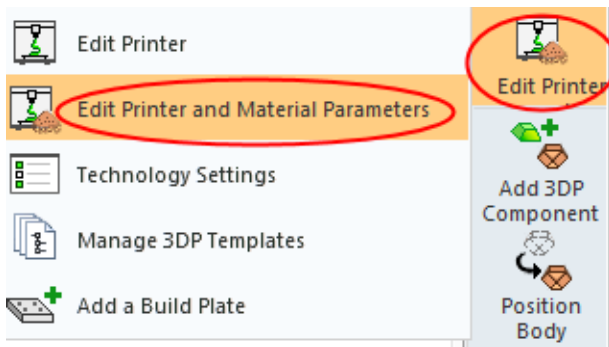 Edit Printer
Edit Printer and Material Parameters
Technology Settings
Manage 3DP Templates
Add a Build Plate
Edit Printer
Add 3DP
Component
Position
Body